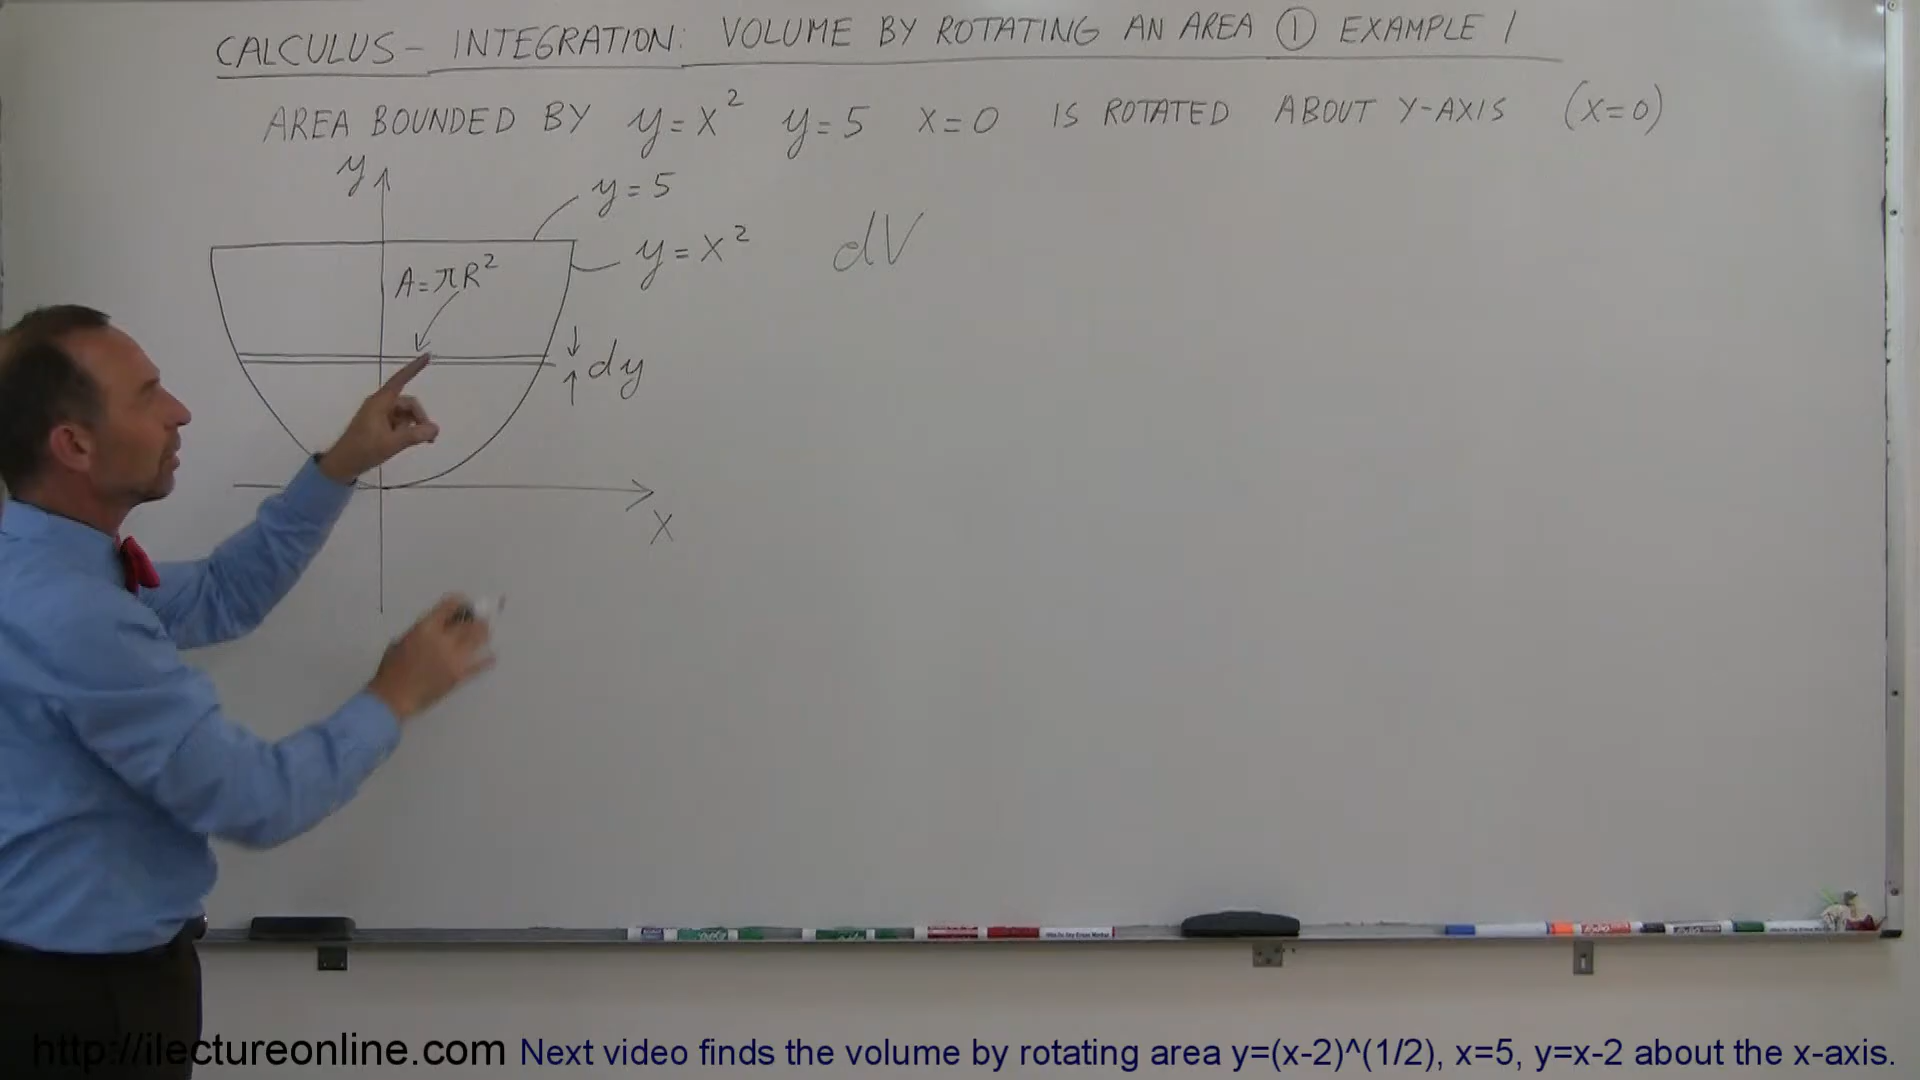 CALCULUS- INTEGRATION: VOLUME BY ROTATING AN AREA ① EXAMPLE 1
AREA BOUNDED BY y=x² y=5 x=0 IS ROTATED ABOUT Y-AXIS (x=0)
y
y=5
y=x²
dV
A=πR²
dy
x
http://ilectureonline.com Next video finds the volume by rotating area y=(x-2)^(1/2), x=5, y=x-2 about the x-axis.